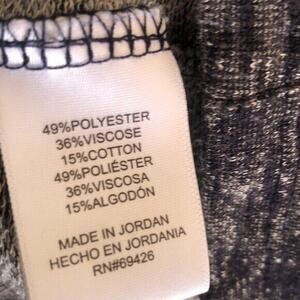 49%POLYESTER
36%VISCOSE
15%COTTON
49%POLIÉSTER
36%VISCOSA
15%ALGODÓN
MADE IN JORDAN
HECHO EN JORDANIA
RN#69426